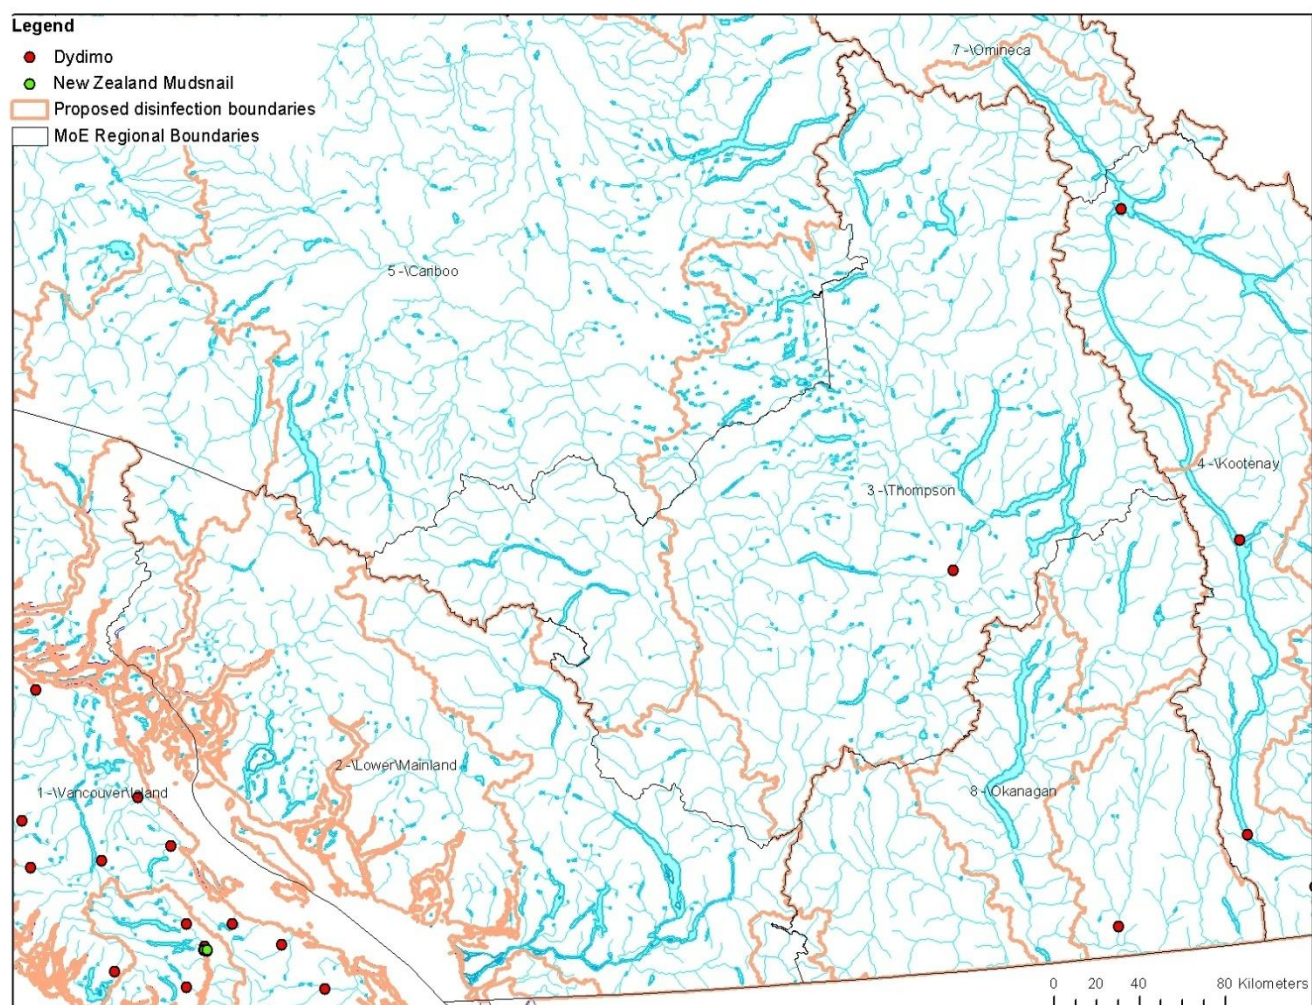 Legend
Dydimo
New Zealand Mudsnail
Proposed disinfection boundaries
MoE Regional Boundaries
7 -\Omineca
5 -\Cariboo
4 -\Kootenay
3 -\Thompson
2 -\Lower\Mainland
1 -\Vancouver\Island
8 -\Okanagan
0 20 40 80 Kilometers